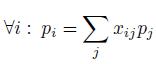 ∀i : p_i = ∑_j x_{ij} p_j